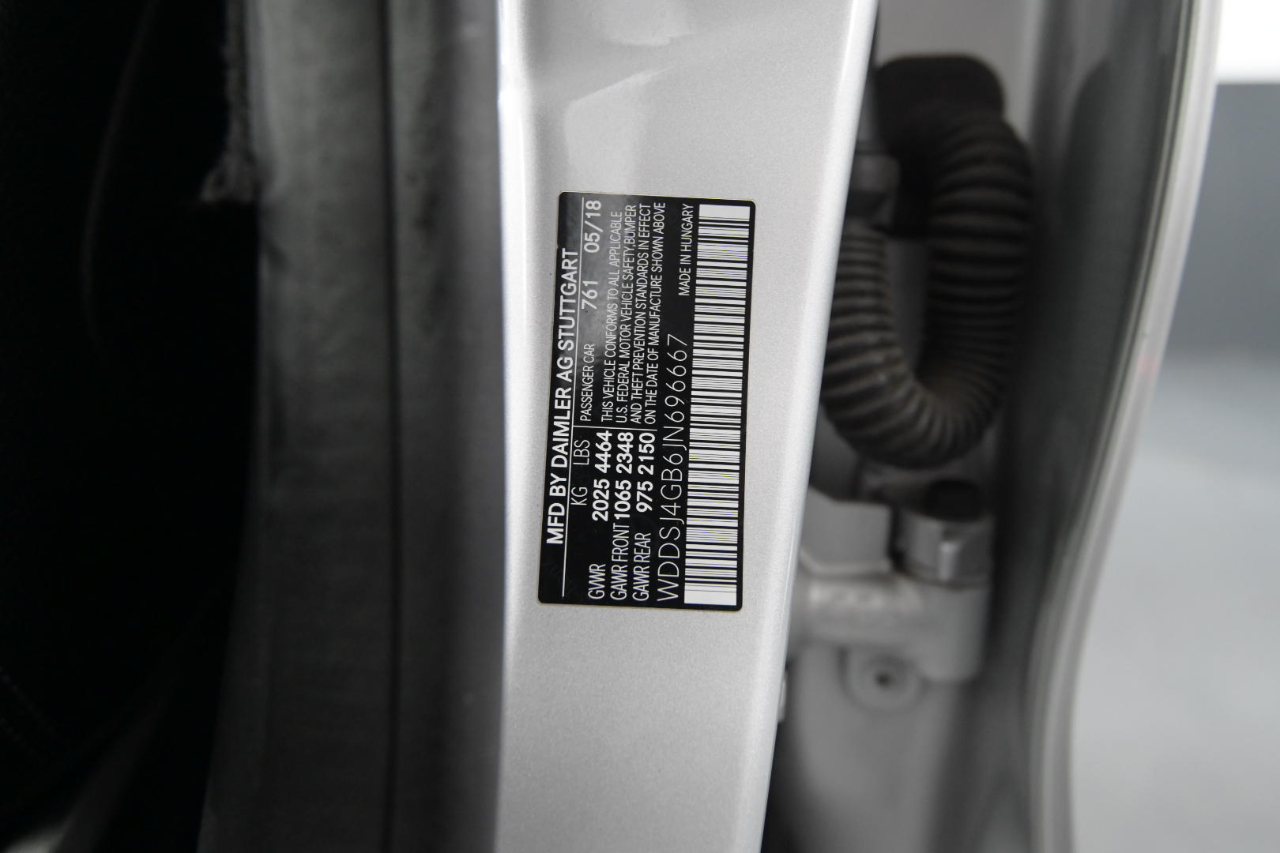 MFD BY DAIMLER AG STUTTGART
KG LBS PASSENGER CAR 761 05/18
GVWR 2025 4464 THIS VEHICLE CONFORMS TO ALL APPLICABLE
GAWR FRONT 1065 2348 U.S. FEDERAL MOTOR VEHICLE SAFETY, BUMPER
GAWR REAR 975 2150 AND THEFT PREVENTION STANDARDS IN EFFECT
ON THE DATE OF MANUFACTURE SHOWN ABOVE
WDDSJ4GB6JN696667 MADE IN HUNGARY